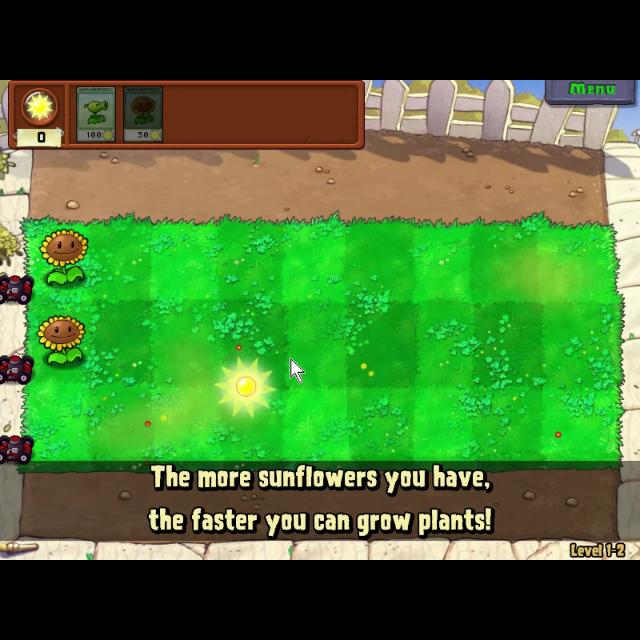 MENU
0
100
50
The more sunflowers you have,
the faster you can grow plants!
Level 1-2